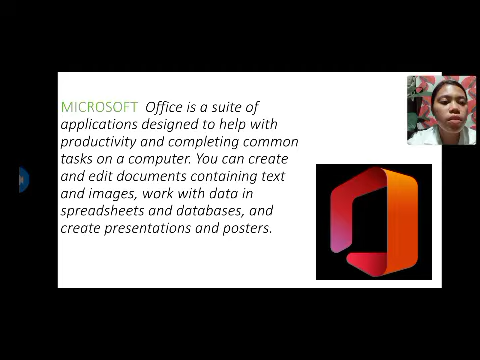 MICROSOFT Office is a suite of
applications designed to help with
productivity and completing common
tasks on a computer. You can create
and edit documents containing text
and images, work with data in
spreadsheets and databases, and
create presentations and posters.